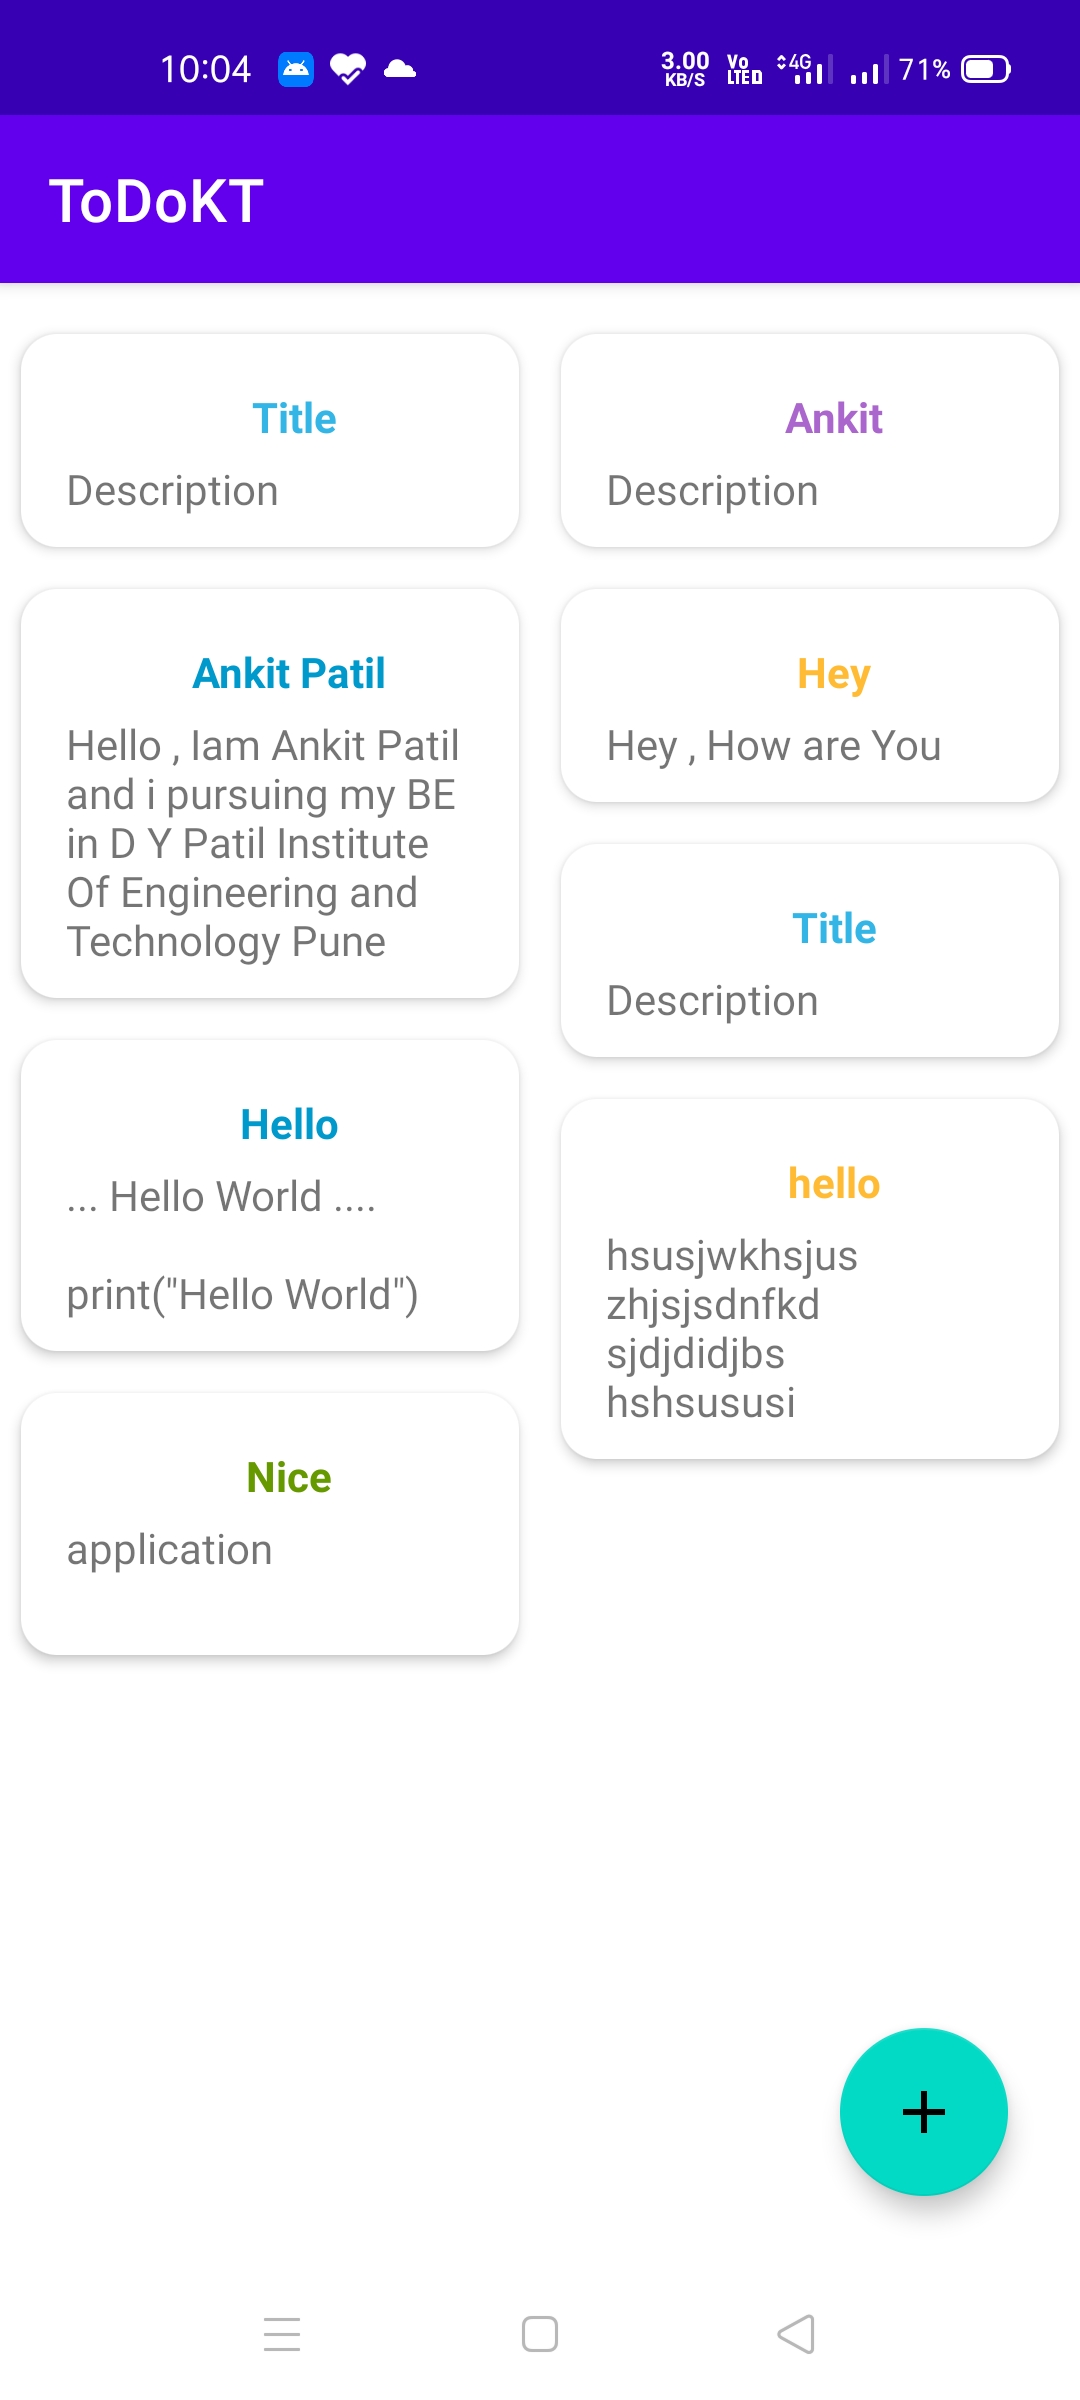 10:04
3.00
KB/S
Vo
LTED
4G
71%
ToDoKT
Title
Description
Ankit
Description
Ankit Patil
Hello , Iam Ankit Patil
and i pursuing my BE
in D Y Patil Institute
Of Engineering and
Technology Pune
Hey
Hey , How are You
Title
Description
Hello
... Hello World ....
print("Hello World")
hello
hsusjwkhsjus
zhjsjsdnfkd
sjdjdidjbs
hshsususi
Nice
application